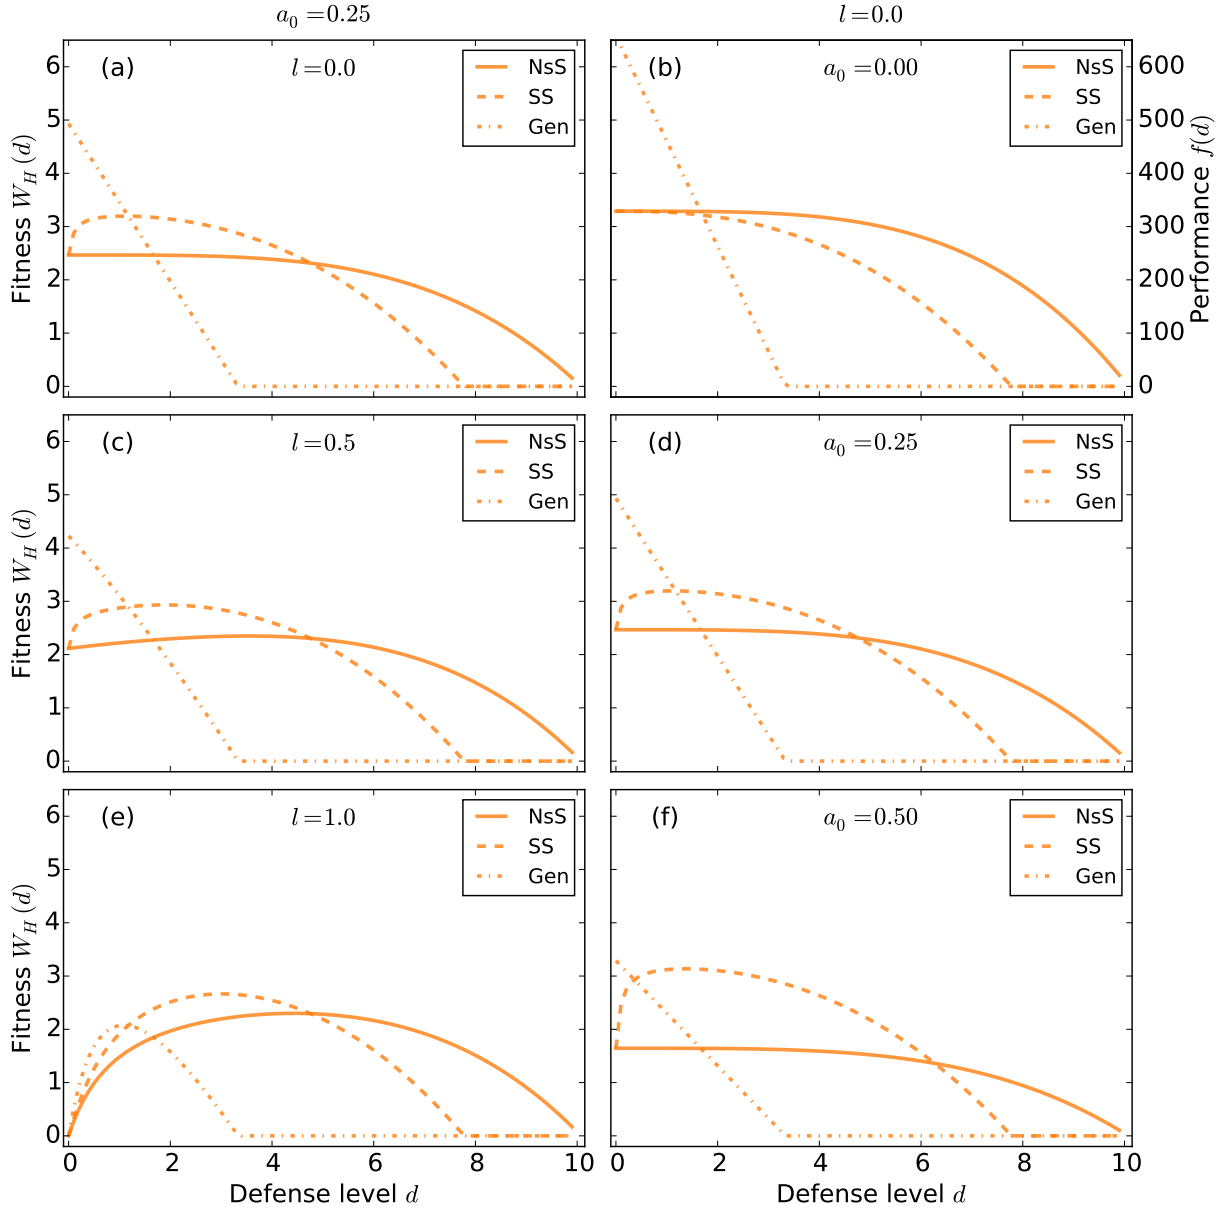 a₀ = 0.25
l = 0.0
(a)
l = 0.0
NsS
SS
Gen
Fitness W_H(d)
6
5
4
3
2
1
0
(b)
a₀ = 0.00
NsS
SS
Gen
600
500
400
300
200
100
0
Performance f(d)
(c)
l = 0.5
NsS
SS
Gen
Fitness W_H(d)
6
5
4
3
2
1
0
(d)
a₀ = 0.25
NsS
SS
Gen
(e)
l = 1.0
NsS
SS
Gen
Fitness W_H(d)
6
5
4
3
2
1
0
0 2 4 6 8 10
Defense level d
(f)
a₀ = 0.50
NsS
SS
Gen
0 2 4 6 8 10
Defense level d